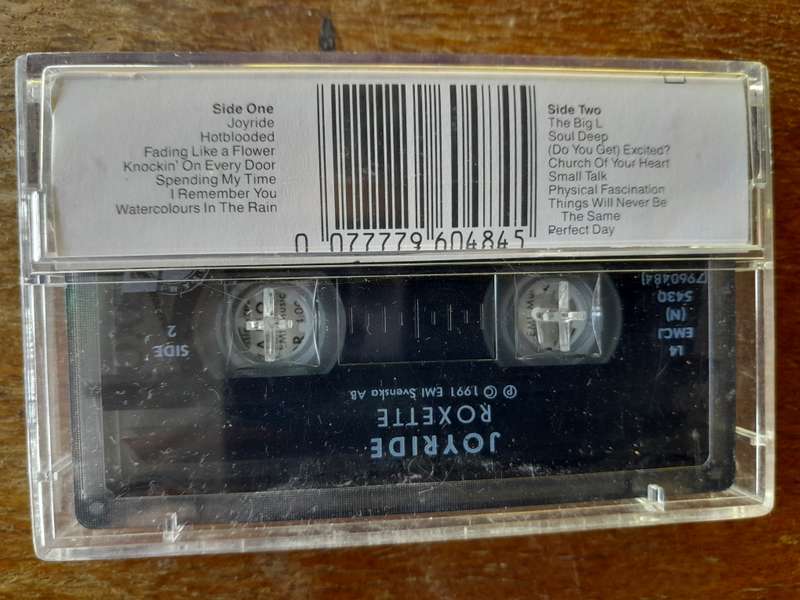 Side One
Joyride
Hotblooded
Fading Like a Flower
Knockin' On Every Door
Spending My Time
I Remember You
Watercolours In The Rain
Side Two
The Big L
Soul Deep
(Do You Get) Excited?
Church Of Your Heart
Small Talk
Physical Fascination
Things Will Never Be
The Same
Perfect Day
0 077779 604845
SIDE
2
L4
EMCJ
(N)
5430
(7960484)
℗ © 1991 EMI Svenska AB
ROXETTE
JOYRIDE